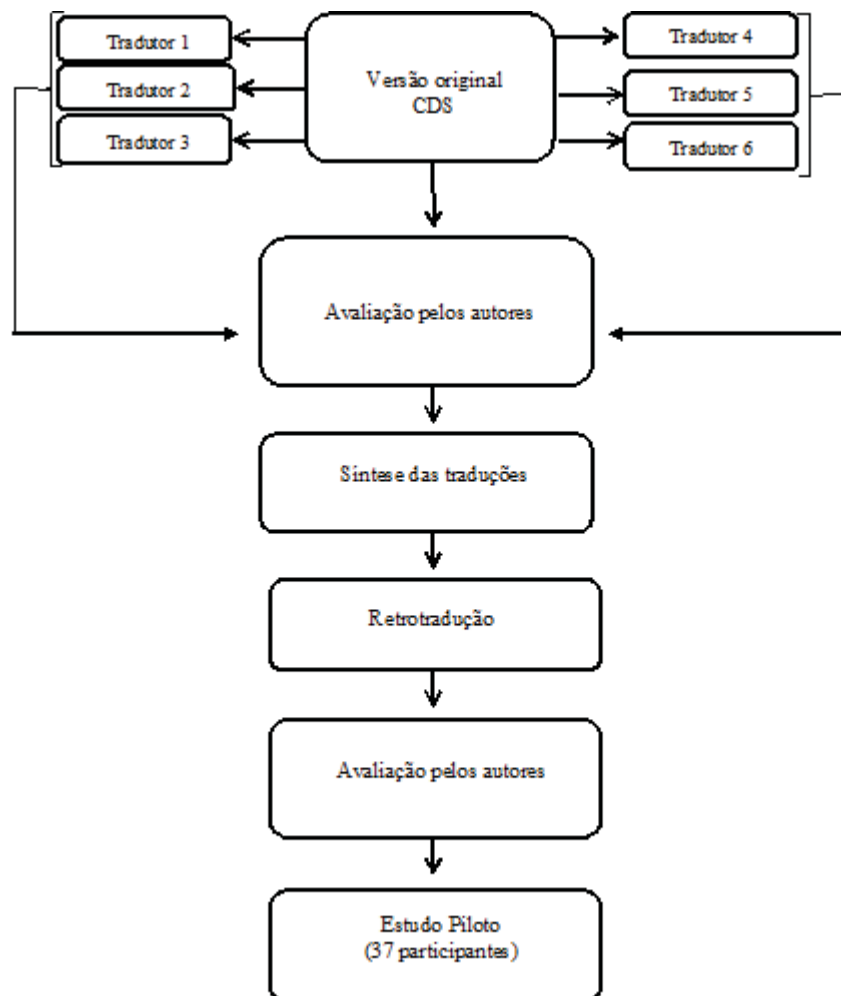 Tradutor 1
Tradutor 2
Tradutor 3
Versão original
CDS
Tradutor 4
Tradutor 5
Tradutor 6
Avaliação pelos autores
Síntese das traduções
Retrotradução
Avaliação pelos autores
Estudo Piloto
(37 participantes)